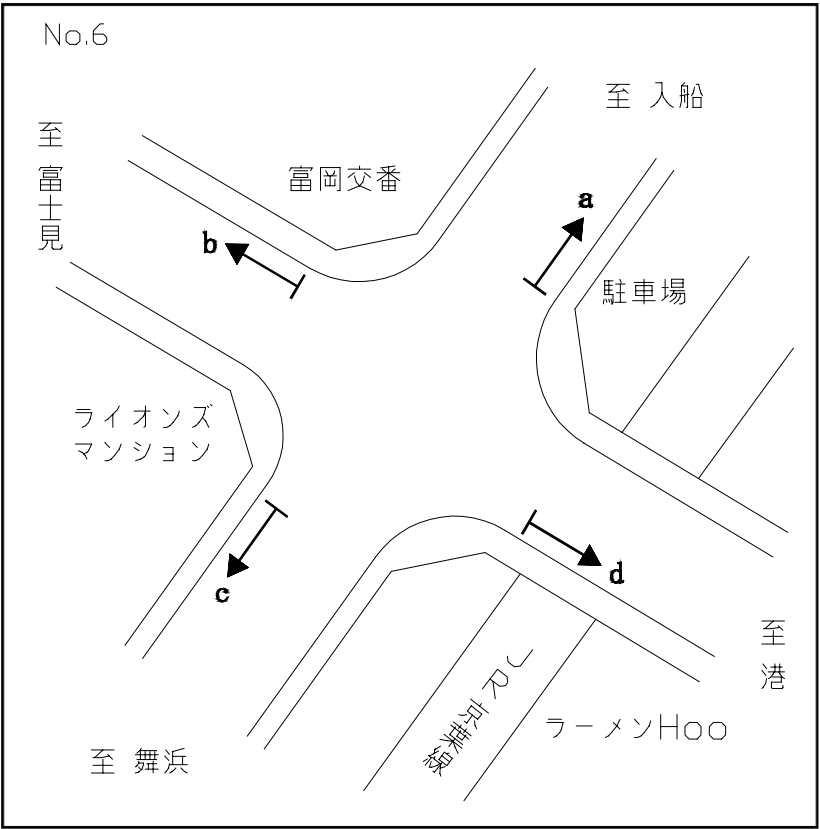 No.6
至 入船
至 富士見
富岡交番
a
b
駐車場
ライオンズ
マンション
c
d
至 港
JR京葉線
ラーメンHoo
至 舞浜